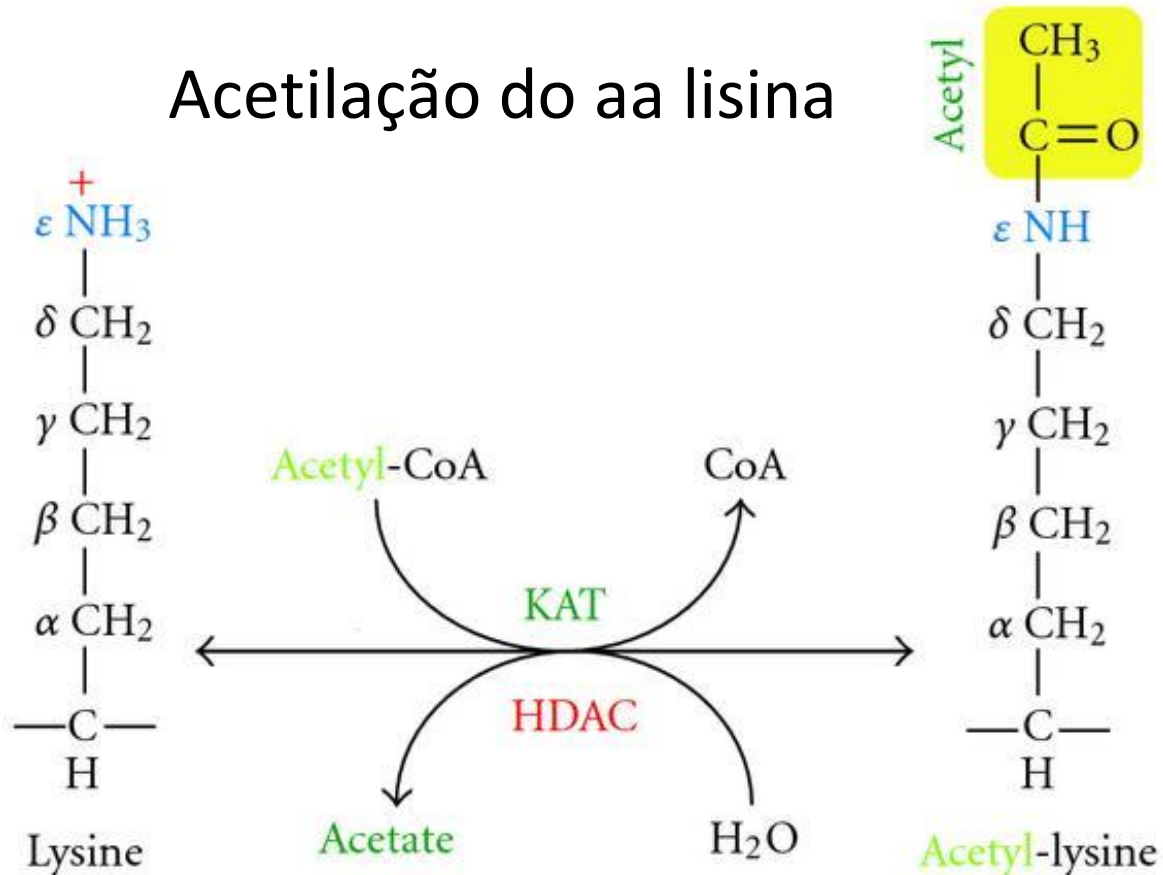 Acetilação do aa lisina
Acetyl
CH₃
C=O
+
ε NH₃
δ CH₂
γ CH₂
β CH₂
α CH₂
—C—
H
Lysine
Acetyl-CoA
CoA
KAT
HDAC
Acetate
H₂O
ε NH
δ CH₂
γ CH₂
β CH₂
α CH₂
—C—
H
Acetyl-lysine